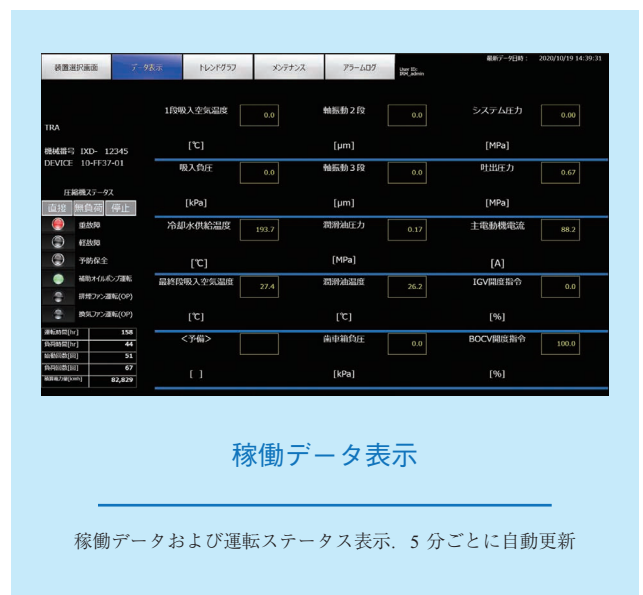 装置選択画面 データ表示 トレンドグラフ メンテナンス アラームログ User ID: IRM_admin 最新データ日時： 2020/10/19 14:39:31
TRA
機械番号 IXD- 12345
DEVICE 10-FF37-01
圧縮機ステータス
直接 無負荷 停止
重故障
軽故障
予防保全
補助オイルポンプ運転
排煙ファン運転(OP)
換気ファン運転(OP)
運転時間[hr] 158
負荷時間[hr] 44
始動回数[回] 51
負荷回数[回] 67
積算電力量[kWh] 82,829
1段吸入空気温度 0.0 [℃]
軸振動2段 0.0 [μm]
システム圧力 0.00 [MPa]
吸入負圧 0.0 [kPa]
軸振動3段 0.0 [μm]
吐出圧力 0.67 [MPa]
冷却水供給温度 193.7 [℃]
潤滑油圧力 0.17 [MPa]
主電動機電流 88.2 [A]
最終段吸入空気温度 27.4 [℃]
潤滑油温度 26.2 [℃]
IGV開度指令 0.0 [%]
<予備> [ ]
歯車箱負圧 0.0 [kPa]
BOCV開度指令 100.0 [%]
稼働データ表示
稼働データおよび運転ステータス表示．5 分ごとに自動更新